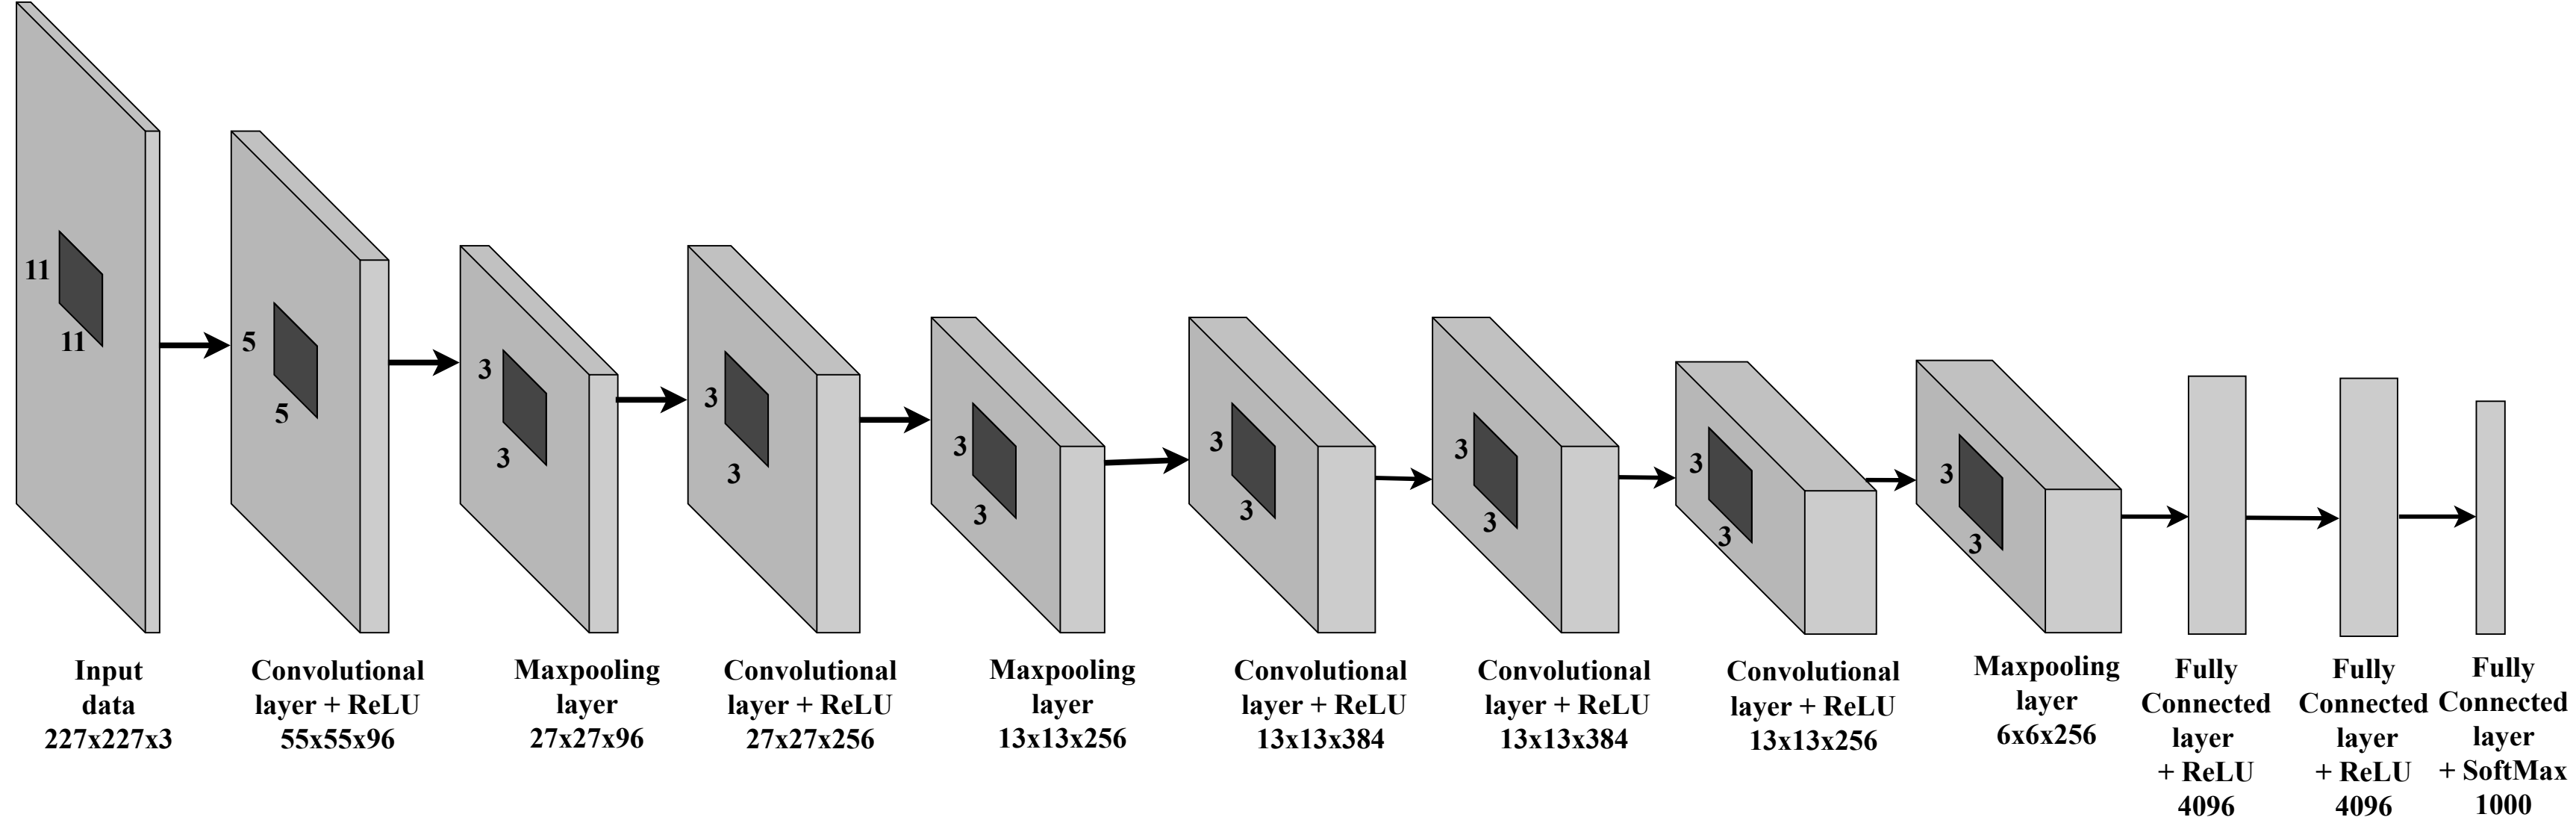 11
11
5
5
3
3
3
3
3
3
3
3
3
3
3
3
3
3
Input
data
227x227x3
Convolutional
layer + ReLU
55x55x96
Maxpooling
layer
27x27x96
Convolutional
layer + ReLU
27x27x256
Maxpooling
layer
13x13x256
Convolutional
layer + ReLU
13x13x384
Convolutional
layer + ReLU
13x13x384
Convolutional
layer + ReLU
13x13x256
Maxpooling
layer
6x6x256
Fully
Connected
layer
+ ReLU
4096
Fully
Connected
layer
+ ReLU
4096
Fully
Connected
layer
+ SoftMax
1000